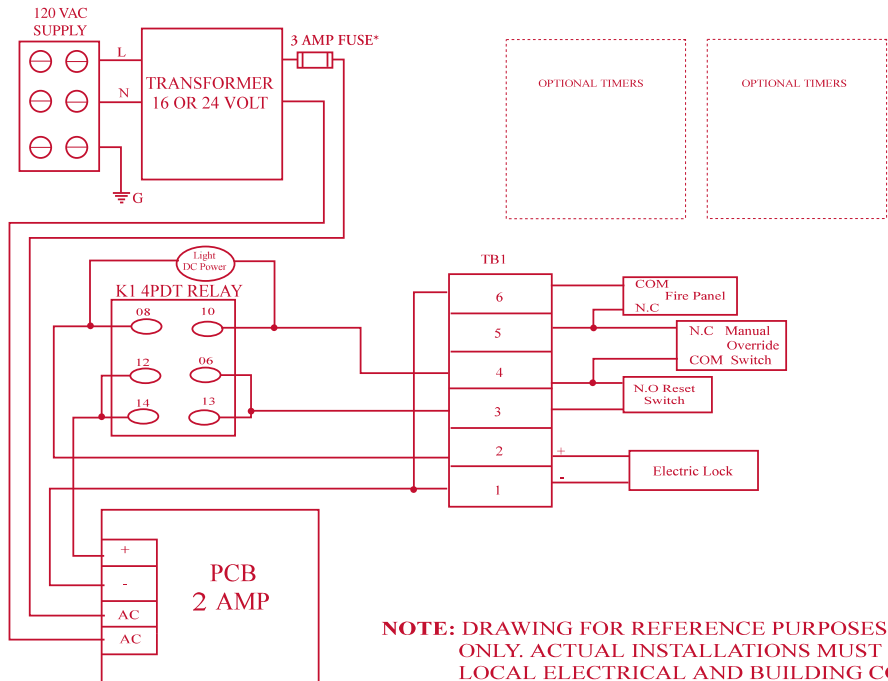 120 VAC
SUPPLY
L
N
G
TRANSFORMER
16 OR 24 VOLT
3 AMP FUSE*
OPTIONAL TIMERS
OPTIONAL TIMERS
Light
DC Power
K1 4PDT RELAY
08
10
12
06
14
13
TB1
6
5
4
3
2
1
+
-
COM
Fire Panel
N.C
N.C Manual
Override
COM Switch
N.O Reset
Switch
Electric Lock
+
-
AC
AC
PCB
2 AMP
NOTE: DRAWING FOR REFERENCE PURPOSES
ONLY. ACTUAL INSTALLATIONS MUST
LOCAL ELECTRICAL AND BUILDING CO